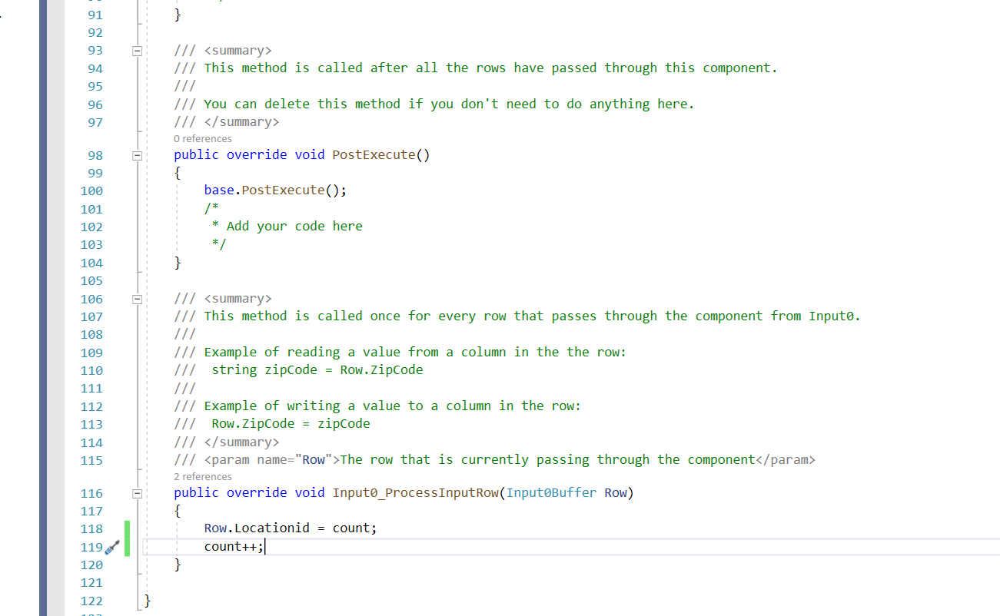 91 }
92
93 /// <summary>
94 /// This method is called after all the rows have passed through this component.
95 ///
96 /// You can delete this method if you don't need to do anything here.
97 /// </summary>
0 references
98 public override void PostExecute()
99 {
100 base.PostExecute();
101 /*
102 * Add your code here
103 */
104 }
105
106 /// <summary>
107 /// This method is called once for every row that passes through the component from Input0.
108 ///
109 /// Example of reading a value from a column in the the row:
110 /// string zipCode = Row.ZipCode
111 ///
112 /// Example of writing a value to a column in the row:
113 /// Row.ZipCode = zipCode
114 /// </summary>
115 /// <param name="Row">The row that is currently passing through the component</param>
2 references
116 public override void Input0_ProcessInputRow(Input0Buffer Row)
117 {
118 Row.Locationid = count;
119 count++;
120 }
121
122 }